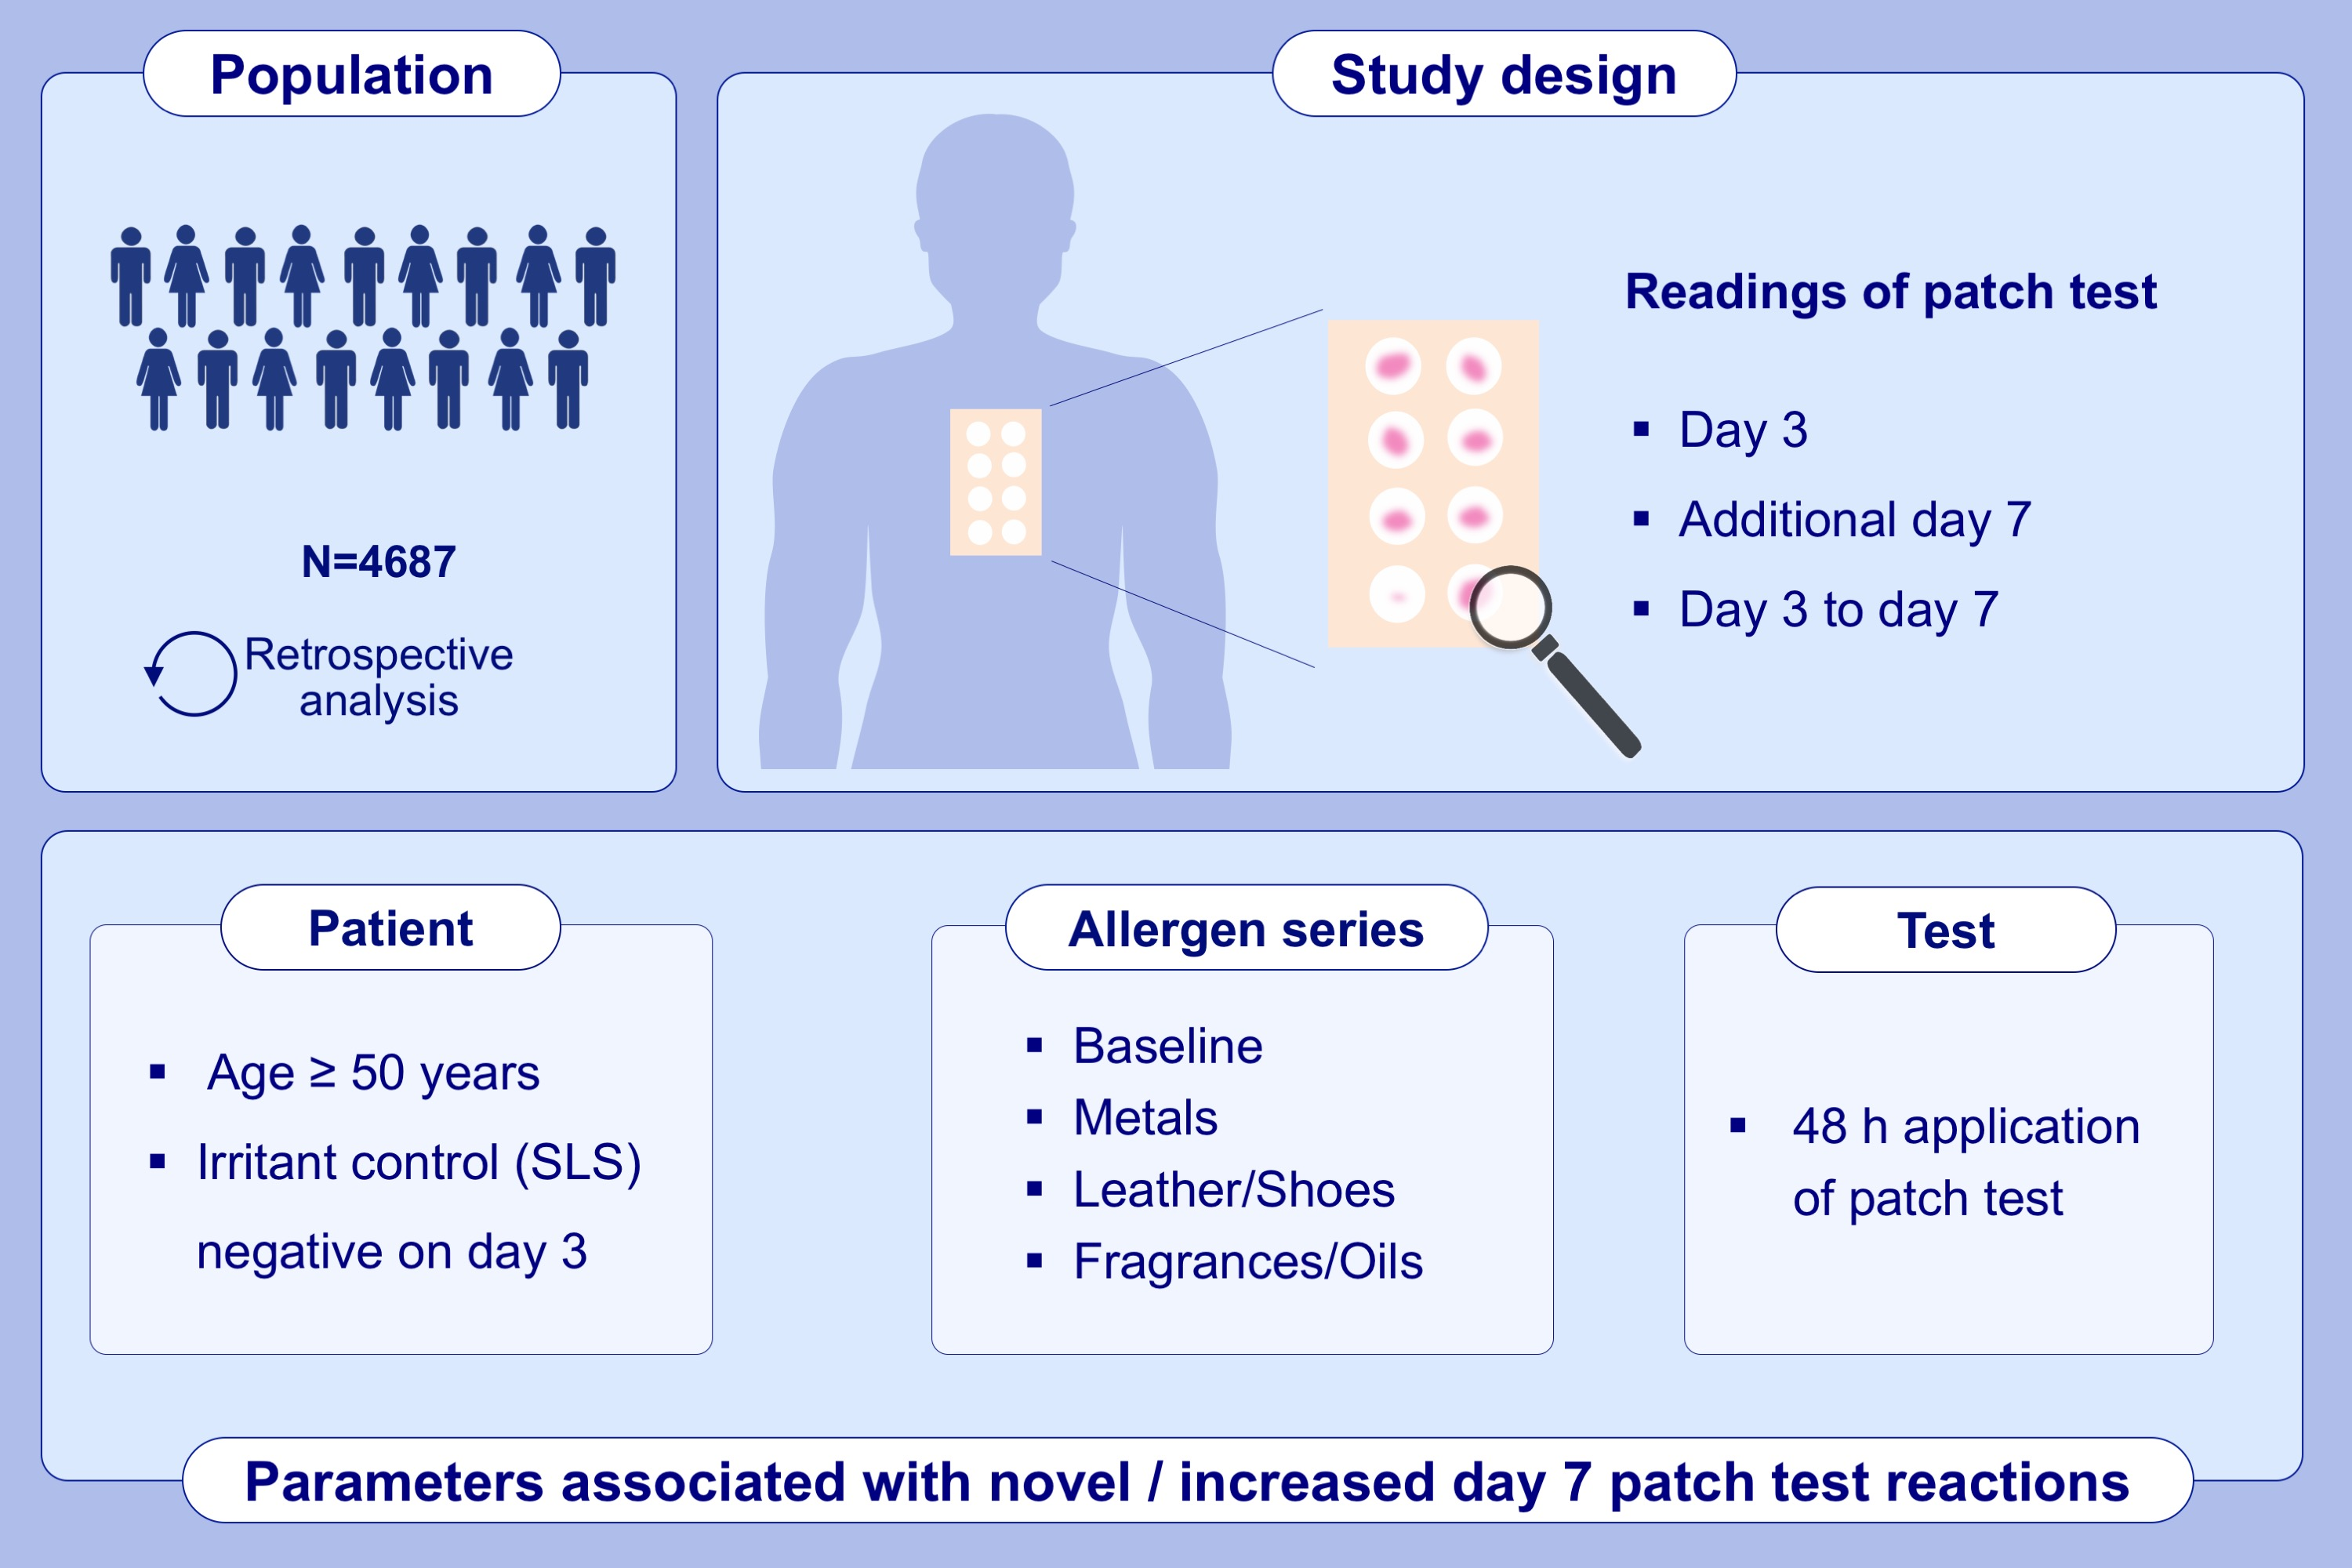 Population
N=4687
Retrospective
analysis
Study design
Readings of patch test
▪ Day 3
▪ Additional day 7
▪ Day 3 to day 7
Patient
▪ Age ≥ 50 years
▪ Irritant control (SLS)
negative on day 3
Allergen series
▪ Baseline
▪ Metals
▪ Leather/Shoes
▪ Fragrances/Oils
Test
▪ 48 h application
of patch test
Parameters associated with novel / increased day 7 patch test reactions